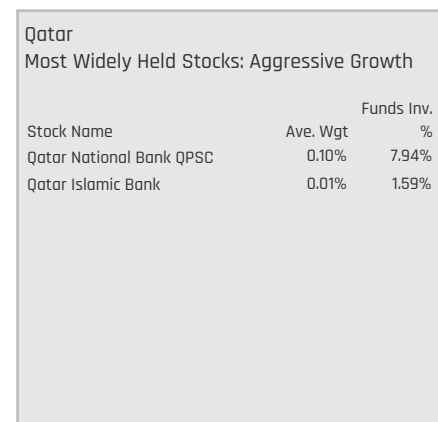 Qatar
Most Widely Held Stocks: Aggressive Growth
Funds Inv.
Stock Name Ave. Wgt %
Qatar National Bank QPSC 0.10% 7.94%
Qatar Islamic Bank 0.01% 1.59%